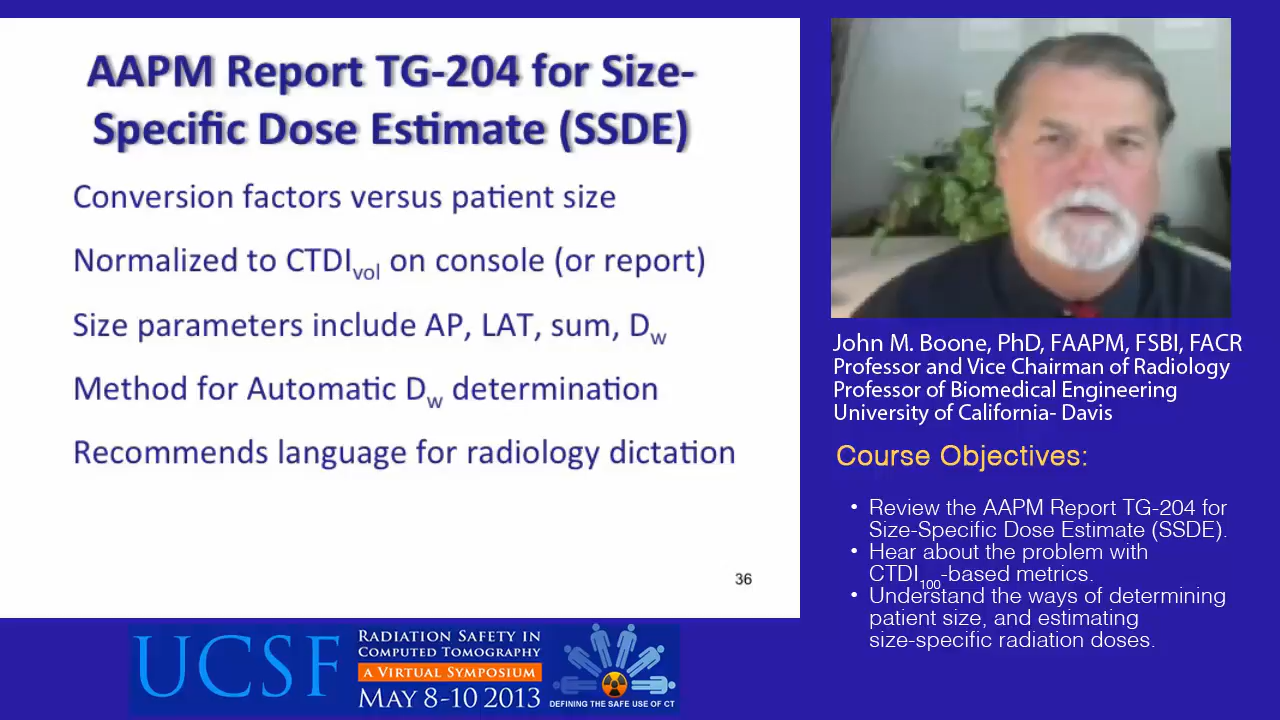 AAPM Report TG-204 for Size-
Specific Dose Estimate (SSDE)
Conversion factors versus patient size
Normalized to CTDIvol on console (or report)
Size parameters include AP, LAT, sum, Dw
Method for Automatic Dw determination
Recommends language for radiology dictation
36
John M. Boone, PhD, FAAPM, FSBI, FACR
Professor and Vice Chairman of Radiology
Professor of Biomedical Engineering
University of California- Davis
Course Objectives:
• Review the AAPM Report TG-204 for
Size-Specific Dose Estimate (SSDE).
• Hear about the problem with
CTDI100-based metrics.
• Understand the ways of determining
patient size, and estimating
size-specific radiation doses.
UCSF
RADIATION SAFETY IN
COMPUTED TOMOGRAPHY
A VIRTUAL SYMPOSIUM
MAY 8-10 2013
DEFINING THE SAFE USE OF CT